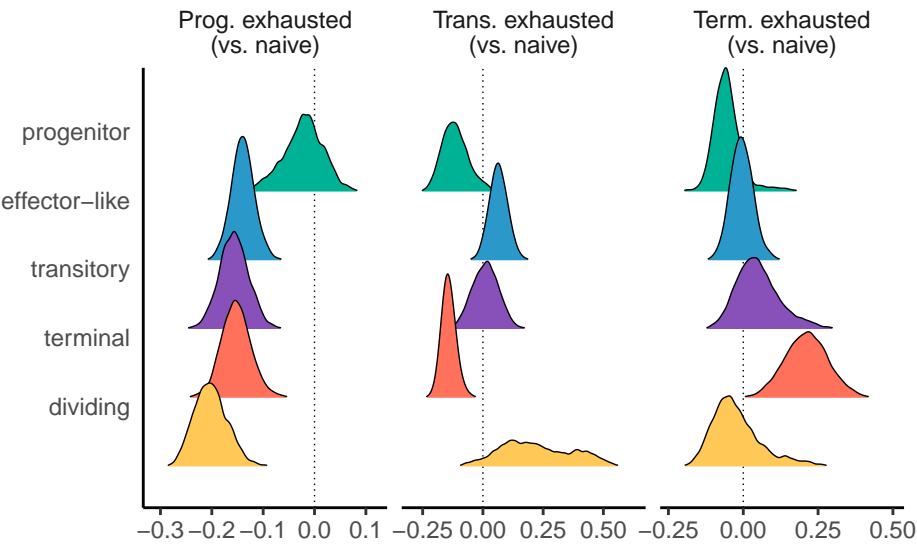 Prog. exhausted
(vs. naive)
Trans. exhausted
(vs. naive)
Term. exhausted
(vs. naive)
progenitor
effector−like
transitory
terminal
dividing
−0.3 −0.2 −0.1 0.0 0.1
−0.25 0.00 0.25 0.50
−0.25 0.00 0.25 0.50